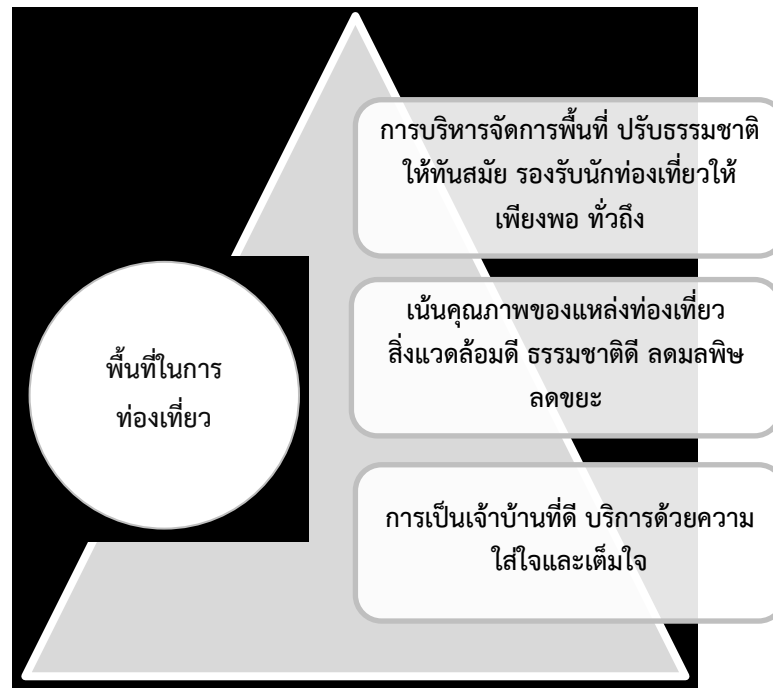 การบริหารจัดการพื้นที่ ปรับธรรมชาติ
ให้ทันสมัย รองรับนักท่องเที่ยวให้
เพียงพอ ทั่วถึง
พื้นที่ในการ
ท่องเที่ยว
เน้นคุณภาพของแหล่งท่องเที่ยว
สิ่งแวดล้อมดี ธรรมชาติดี ลดมลพิษ
ลดขยะ
การเป็นเจ้าบ้านที่ดี บริการด้วยความ
ใส่ใจและเต็มใจ